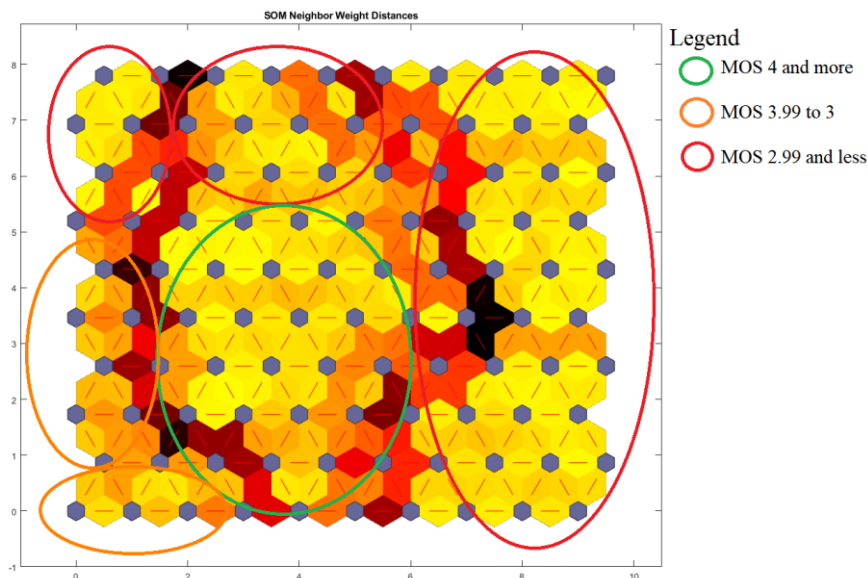 SOM Neighbor Weight Distances
Legend
MOS 4 and more
MOS 3.99 to 3
MOS 2.99 and less
8
7
6
5
4
3
2
1
0
-1
0 2 4 6 8 10